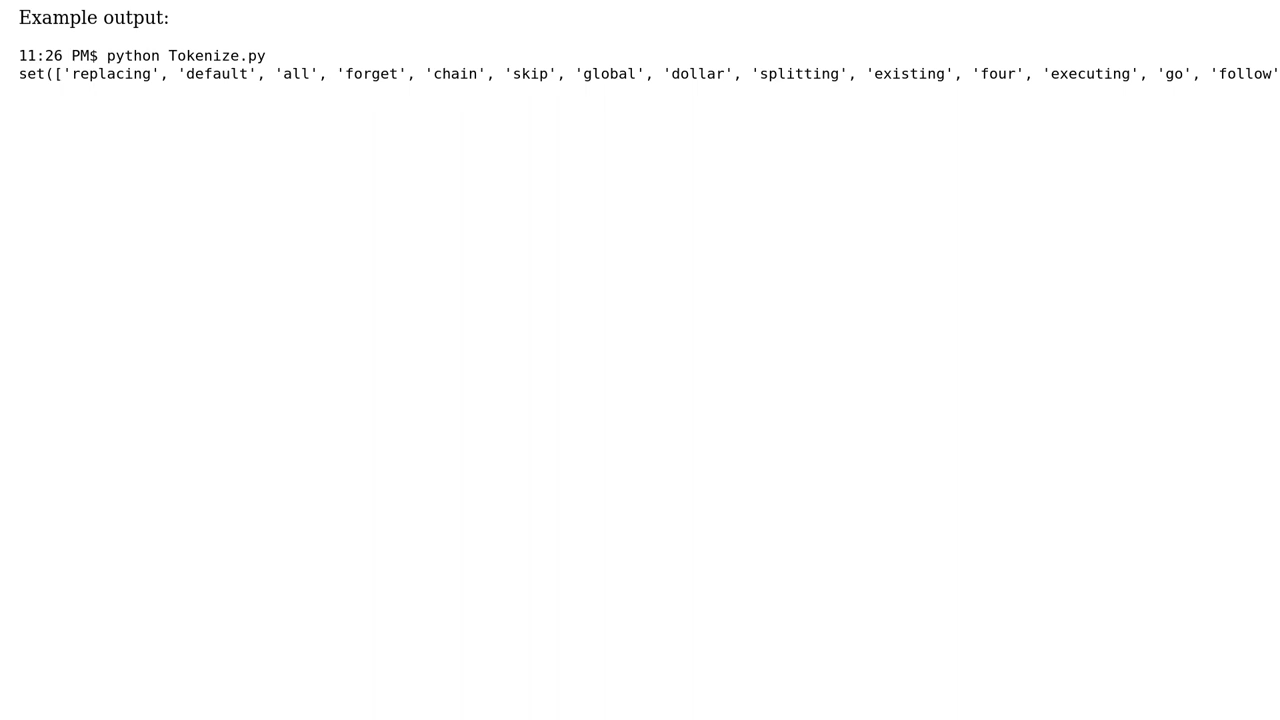 Example output:
11:26 PM$ python Tokenize.py
set(['replacing', 'default', 'all', 'forget', 'chain', 'skip', 'global', 'dollar', 'splitting', 'existing', 'four', 'executing', 'go', 'follow'